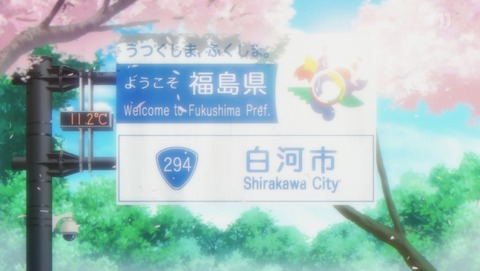 うつくしま、ふくしま。
ようこそ 福島県
Welcome to Fukushima Pref.
11.2℃
294
白河市
Shirakawa City